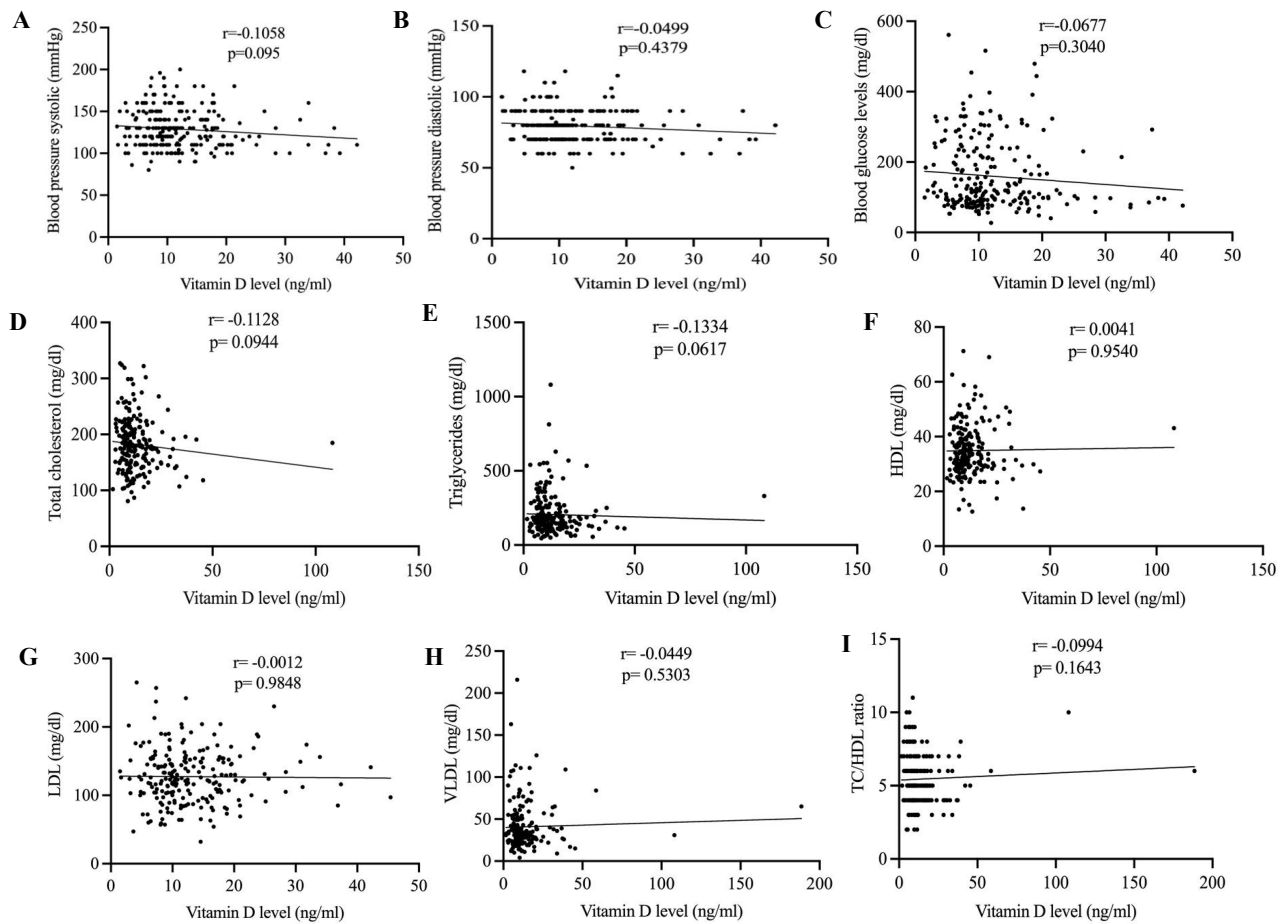 A
r=-0.1058
p=0.095
Blood pressure systolic (mmHg)
250
200
150
100
50
0
0 10 20 30 40 50
Vitamin D level (ng/ml)
B
r=-0.0499
p=0.4379
Blood pressure diastolic (mmHg)
150
100
50
0
0 10 20 30 40 50
Vitamin D level (ng/ml)
C
r=-0.0677
p=0.3040
Blood glucose levels (mg/dl)
600
400
200
0
0 10 20 30 40 50
Vitamin D level (ng/ml)
D
r= -0.1128
p= 0.0944
Total cholesterol (mg/dl)
400
300
200
100
0
0 50 100 150
Vitamin D level (ng/ml)
E
r= -0.1334
p= 0.0617
Triglycerides (mg/dl)
1500
1000
500
0
0 50 100 150
Vitamin D level (ng/ml)
F
r= 0.0041
p= 0.9540
HDL (mg/dl)
80
60
40
20
0
0 50 100 150
Vitamin D level (ng/ml)
G
r= -0.0012
p= 0.9848
LDL (mg/dl)
300
200
100
0
0 10 20 30 40 50
Vitamin D level (ng/ml)
H
r= -0.0449
p= 0.5303
VLDL (mg/dl)
250
200
150
100
50
0
0 50 100 150 200
Vitamin D level (ng/ml)
I
r= -0.0994
p= 0.1643
TC/HDL ratio
15
10
5
0
0 50 100 150 200
Vitamin D level (ng/ml)